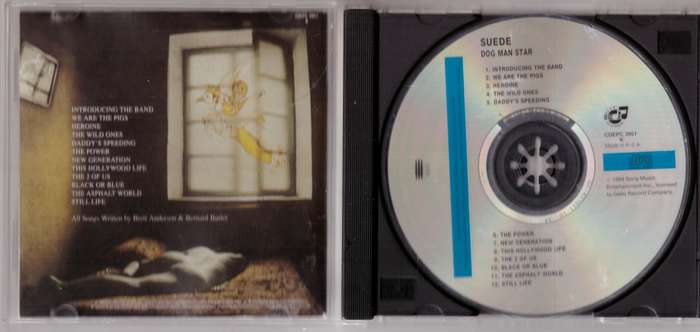 INTRODUCING THE BAND
WE ARE THE PIGS
HEROINE
THE WILD ONES
DADDY'S SPEEDING
THE POWER
NEW GENERATION
THIS HOLLYWOOD LIFE
THE 2 OF US
BLACK OR BLUE
THE ASPHALT WORLD
STILL LIFE
All Songs Written by Brett Anderson & Bernard Butler
SUEDE
DOG MAN STAR
1. INTRODUCING THE BAND
2. WE ARE THE PIGS
3. HEROINE
4. THE WILD ONES
5. DADDY'S SPEEDING
CDEPC 3901
Made in R.S.A.
℗ 1994 Sony Music
Entertainment Inc., licensed
to Gallo Record Company.
6. THE POWER
7. NEW GENERATION
8. THIS HOLLYWOOD LIFE
9. THE 2 OF US
10. BLACK OR BLUE
11. THE ASPHALT WORLD
12. STILL LIFE